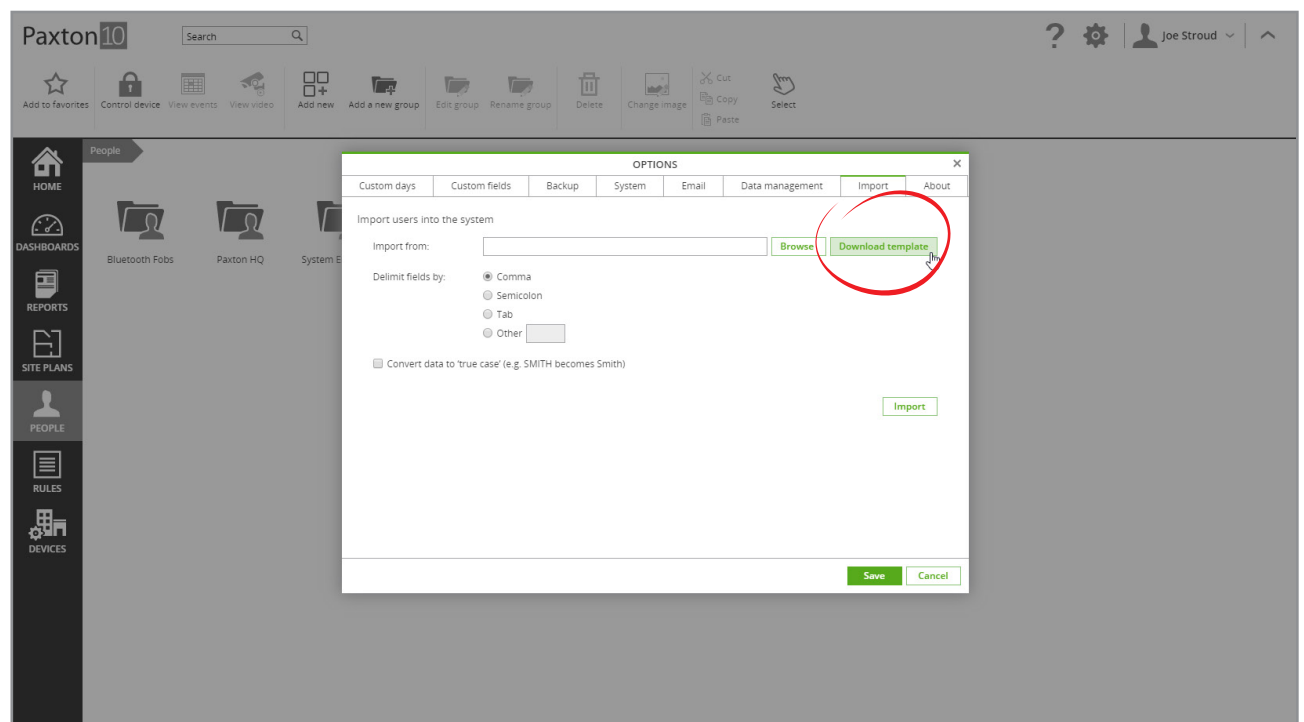 Paxton10
Search
Joe Stroud
Add to favorites
Control device
View events
View video
Add new
Add a new group
Edit group
Rename group
Delete
Change image
Cut
Copy
Paste
Select
HOME
DASHBOARDS
REPORTS
SITE PLANS
PEOPLE
RULES
DEVICES
People
Bluetooth Fobs
Paxton HQ
System E
OPTIONS
Custom days
Custom fields
Backup
System
Email
Data management
Import
About
Import users into the system
Import from:
Browse
Download template
Delimit fields by:
Comma
Semicolon
Tab
Other
Convert data to 'true case' (e.g. SMITH becomes Smith)
Import
Save
Cancel